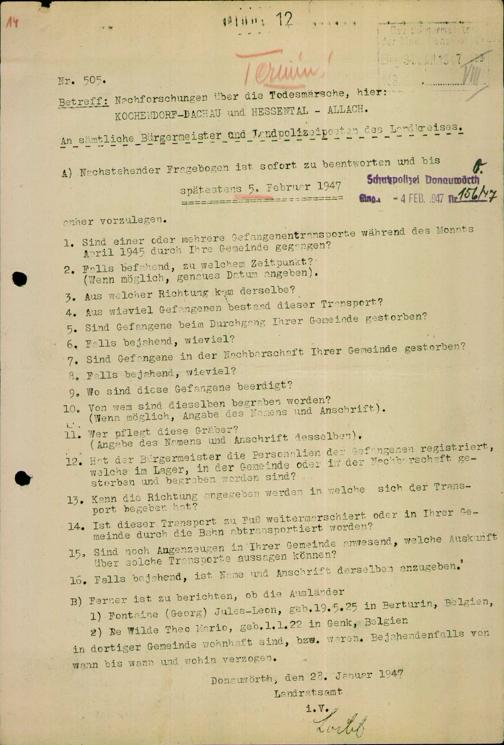 14
12
Termin!
Nr. 505.
Betreff: Nachforschungen über die Todesmärsche, hier:
KOCHENDORF-DACHAU und HESSENTAL - ALLACH.
An sämtliche Bürgermeister und Landpolizeiposten des Landkreises.
A) Nachstehender Fragebogen ist sofort zu beantworten und bis
spätestens 5. Februar 1947
Schutzpolizei Donauwörth
Eing. - 4 FEB. 1947 Nr. 156/47
anher vorzulegen.
1. Sind einer oder mehrere Gefangenentransporte während des Monats
April 1945 durch Ihre Gemeinde gegangen?
2. Falls bejahend, zu welchem Zeitpunkt?
(Wenn möglich, genaues Datum angeben).
3. Aus welcher Richtung kam derselbe?
4. Aus wieviel Gefangenen bestand dieser Transport?
5. Sind Gefangene beim Durchgang Ihrer Gemeinde gestorben?
6. Falls bejahend, wieviel?
7. Sind Gefangene in der Nachbarschaft Ihrer Gemeinde gestorben?
8. Falls bejahend, wieviel?
9. Wo sind diese Gefangene beerdigt?
10. Von wem sind dieselben begraben worden?
(Wenn möglich, Angabe des Namens und Anschrift).
11. Wer pflegt diese Gräber?
(Angabe des Namens und Anschrift desselben).
12. Hat der Bürgermeister die Personalien der Gefangenen registriert,
welche im Lager, in der Gemeinde oder in der Nachbarschaft ge-
storben und begraben worden sind?
13. Kann die Richtung angegeben werden in welche sich der Trans-
port begeben hat?
14. Ist dieser Transport zu Fuß weitermarschiert oder in Ihrer Ge-
meinde durch die Bahn abtransportiert worden?
15. Sind noch Augenzeugen in Ihrer Gemeinde anwesend, welche Auskunft
über solche Transporte aussagen können?
16. Falls bejahend, ist Name und Anschrift derselben anzugeben.
B) Ferner ist zu berichten, ob die Ausländer
1) Fontaine (Georg) Jules-Leon, geb.19.5.25 in Berturin, Belgien,
2) De Wilde Theo Mario, geb.1.1.22 in Genk, Belgien
in dortiger Gemeinde wohnhaft sind, bzw. waren. Bejahendenfalls von
wann bis wann und wohin verzogen.
Donauwörth, den 28. Januar 1947
Landratsamt
i.V.